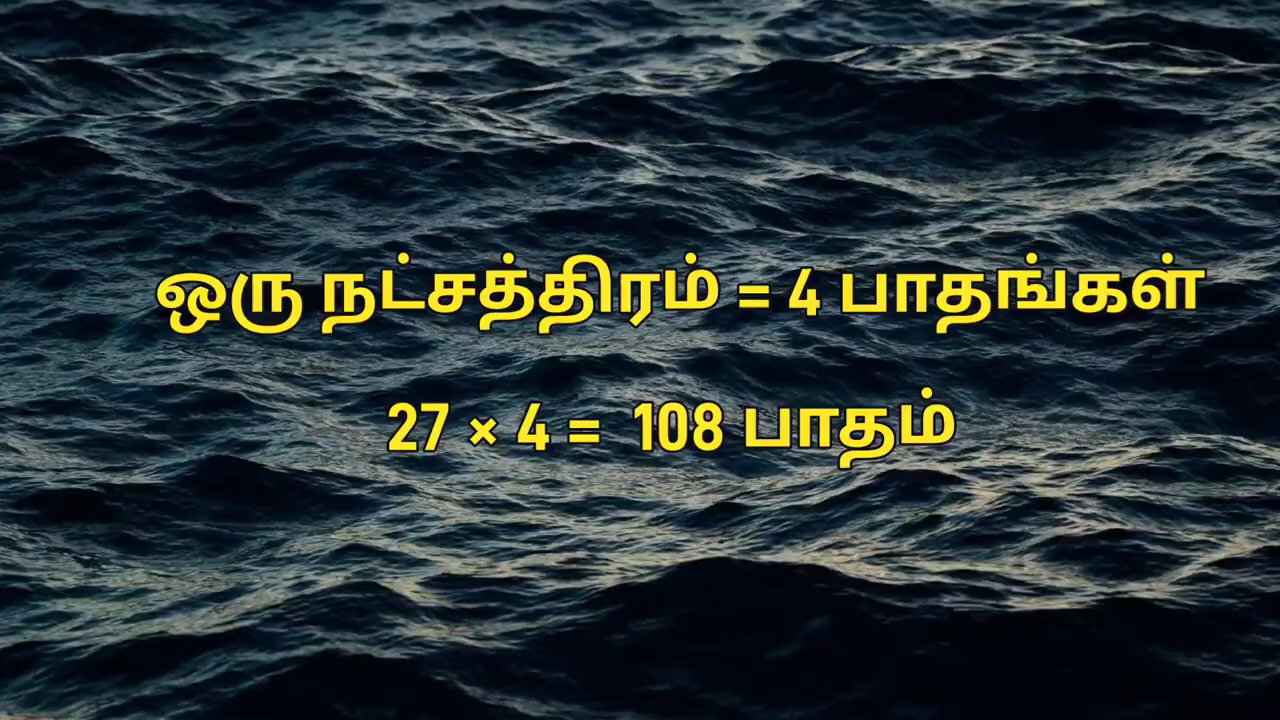 ஒரு நட்சத்திரம் = 4 பாதங்கள்
27 × 4 = 108 பாதம்